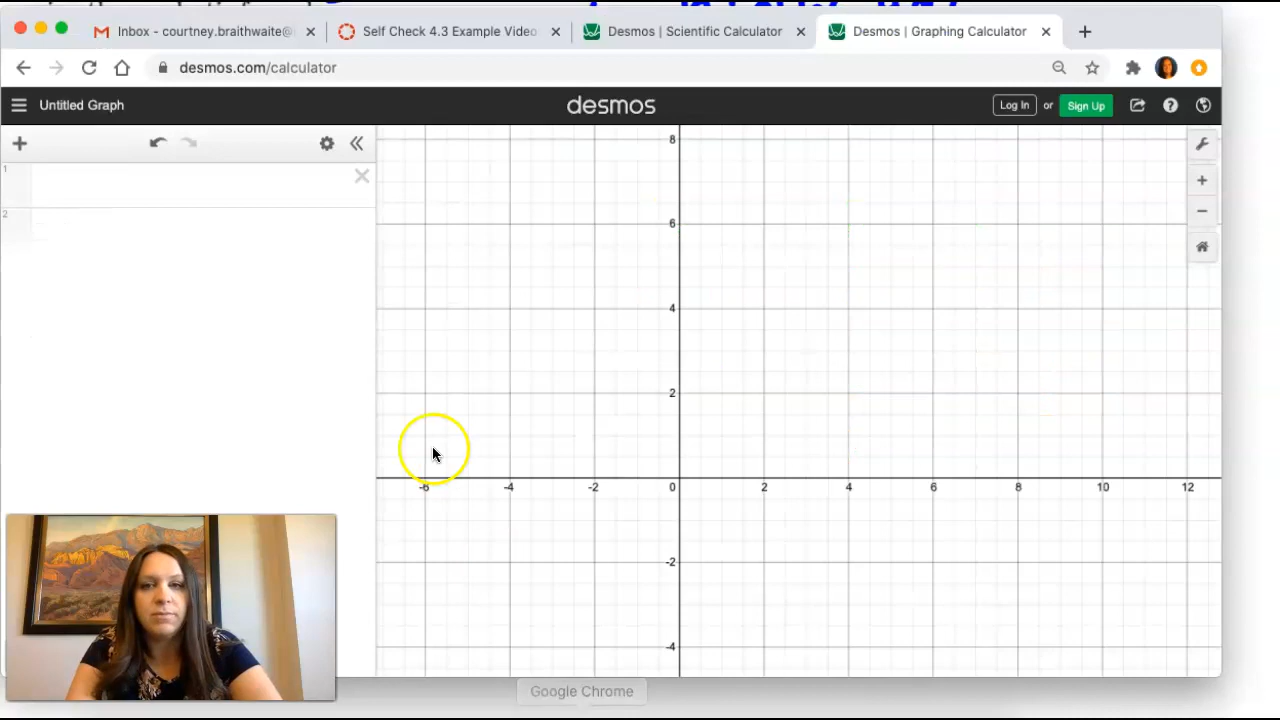 Inbox - courtney.braithwaite@
Self Check 4.3 Example Video
Desmos | Scientific Calculator
Desmos | Graphing Calculator
desmos.com/calculator
Untitled Graph
desmos
Log In or Sign Up
1
2
8
6
4
2
-6 -4 -2 0 2 4 6 8 10 12
-2
-4
Google Chrome